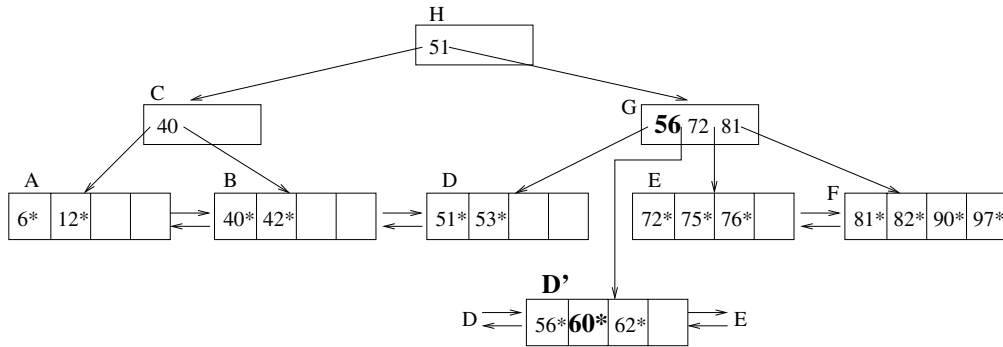 H
51
C
40
G
56 72 81
A
6* 12*
B
40* 42*
D
51* 53*
E
72* 75* 76*
F
81* 82* 90* 97*
D'
D
56* 60* 62*
E